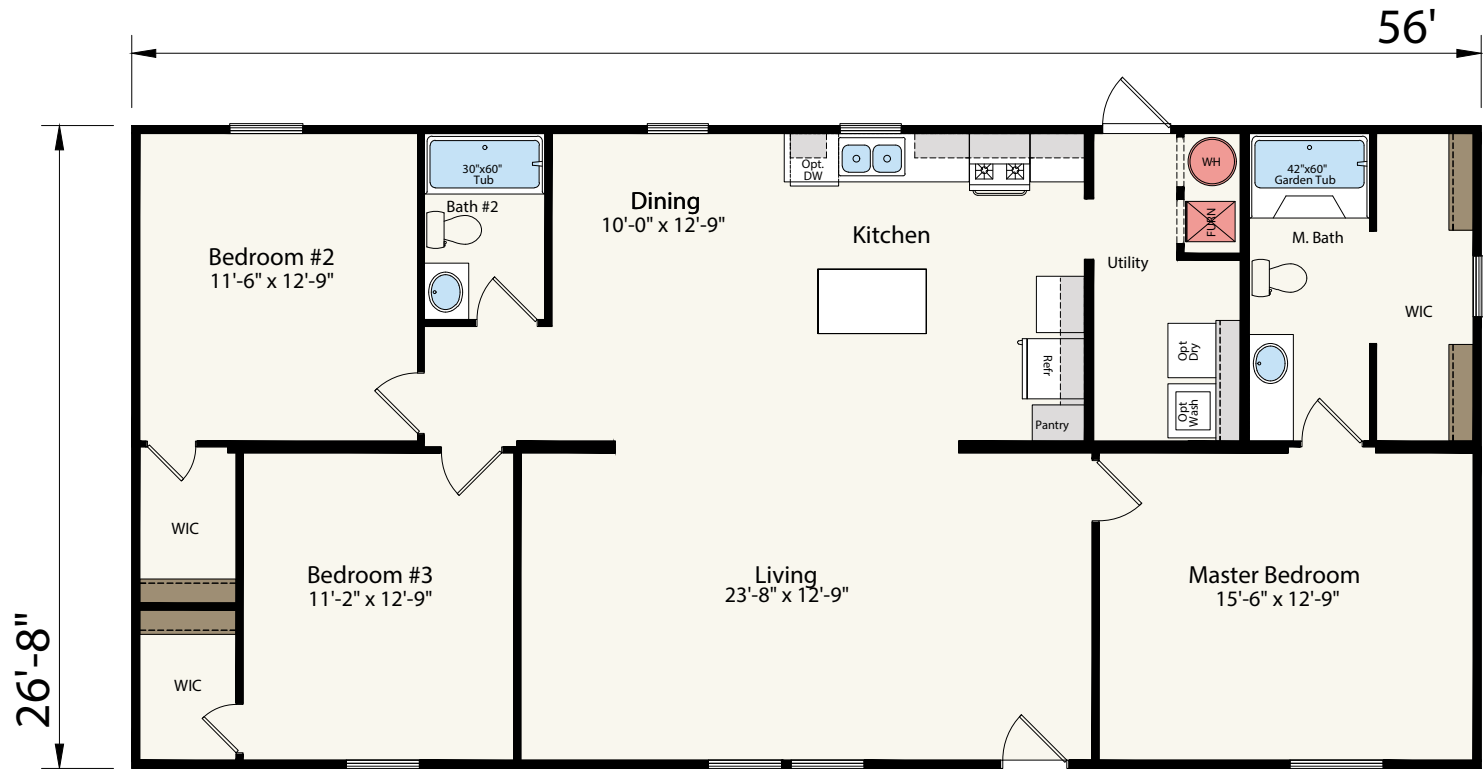 56'
26'-8"
Bedroom #2
11'-6" x 12'-9"
30"x60"
Tub
Bath #2
Dining
10'-0" x 12'-9"
Opt.
DW
Kitchen
Refr
Pantry
Utility
WH
FURN
Opt
Dry
Opt
Wash
42"x60"
Garden Tub
M. Bath
WIC
WIC
WIC
Bedroom #3
11'-2" x 12'-9"
Living
23'-8" x 12'-9"
Master Bedroom
15'-6" x 12'-9"